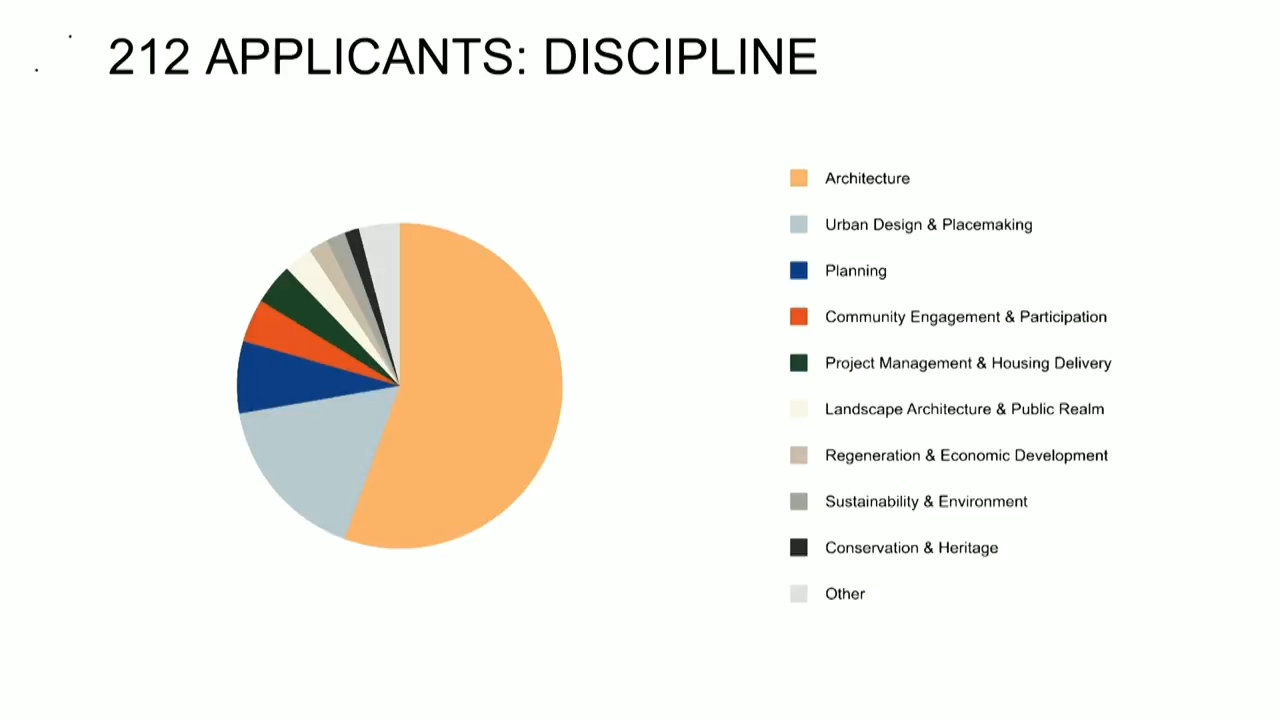 212 APPLICANTS: DISCIPLINE
Architecture
Urban Design & Placemaking
Planning
Community Engagement & Participation
Project Management & Housing Delivery
Landscape Architecture & Public Realm
Regeneration & Economic Development
Sustainability & Environment
Conservation & Heritage
Other